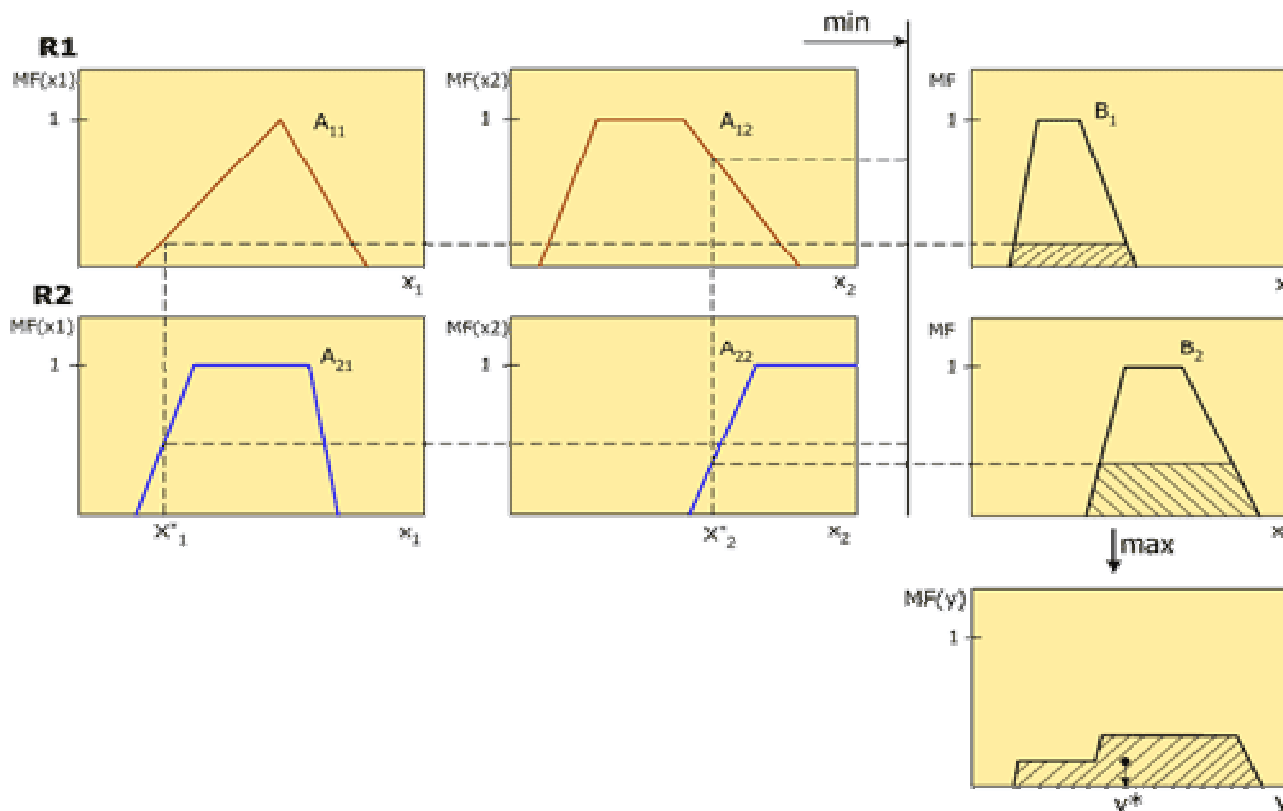 min
R1
MF(x1) MF(x2) MF
1 A11 1 A12 1 B1
x1 x2 x
R2
MF(x1) MF(x2) MF
1 A21 1 A22 1 B2
x*1 x1 x*2 x2 x
max
MF(y)
1
y*